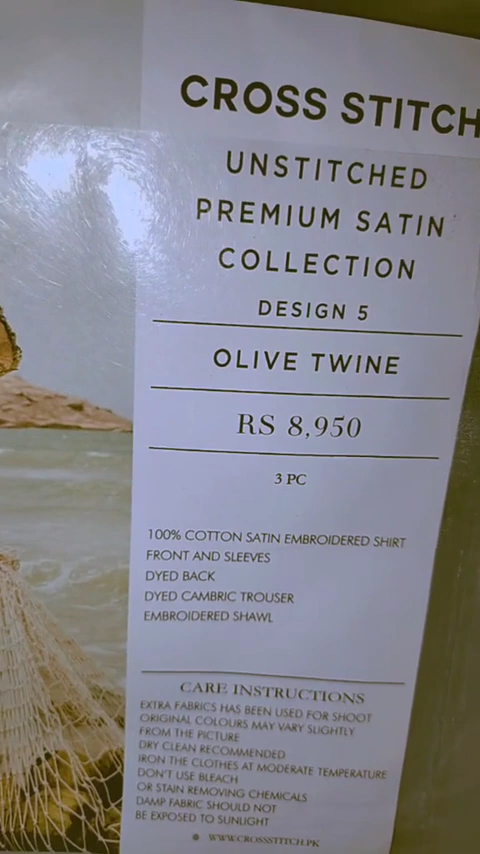 CROSS STITCH
UNSTITCHED
PREMIUM SATIN
COLLECTION
DESIGN 5
OLIVE TWINE
RS 8,950
3 PC
100% COTTON SATIN EMBROIDERED SHIRT
FRONT AND SLEEVES
DYED BACK
DYED CAMBRIC TROUSER
EMBROIDERED SHAWL
CARE INSTRUCTIONS
EXTRA FABRICS HAS BEEN USED FOR SHOOT
ORIGINAL COLOURS MAY VARY SLIGHTLY
FROM THE PICTURE
DRY CLEAN RECOMMENDED
IRON THE CLOTHES AT MODERATE TEMPERATURE
DON'T USE BLEACH
OR STAIN REMOVING CHEMICALS
DAMP FABRIC SHOULD NOT
BE EXPOSED TO SUNLIGHT
WWW.CROSSSTITCH.PK